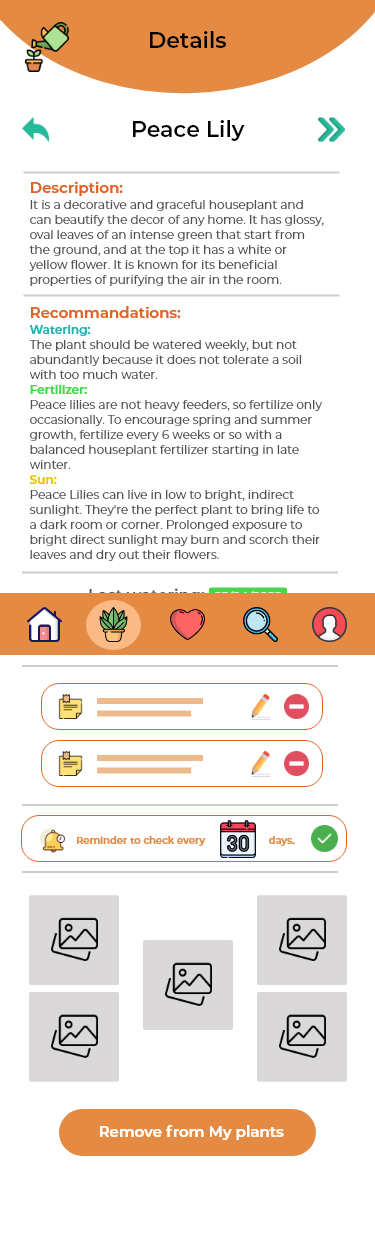 Details
Peace Lily
Description:
It is a decorative and graceful houseplant and
can beautify the decor of any home. It has glossy,
oval leaves of an intense green that start from
the ground, and at the top it has a white or
yellow flower. It is known for its beneficial
properties of purifying the air in the room.
Recommandations:
Watering:
The plant should be watered weekly, but not
abundantly because it does not tolerate a soil
with too much water.
Fertilizer:
Peace lilies are not heavy feeders, so fertilize only
occasionally. To encourage spring and summer
growth, fertilize every 6 weeks or so with a
balanced houseplant fertilizer starting in late
winter.
Sun:
Peace Lilies can live in low to bright, indirect
sunlight. They're the perfect plant to bring life to
a dark room or corner. Prolonged exposure to
bright direct sunlight may burn and scorch their
leaves and dry out their flowers.
Last watering:
Reminder to check every 30 days.
Remove from My plants